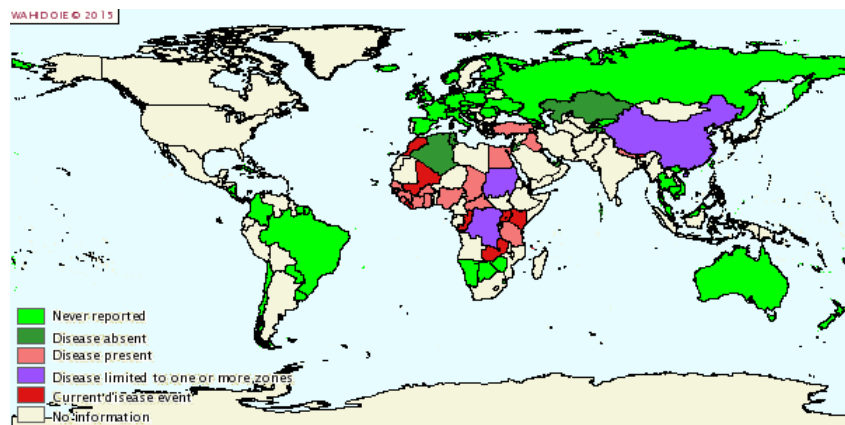 WAHID OIE © 2015
Never reported
Disease absent
Disease present
Disease limited to one or more zones
Current disease event
No information